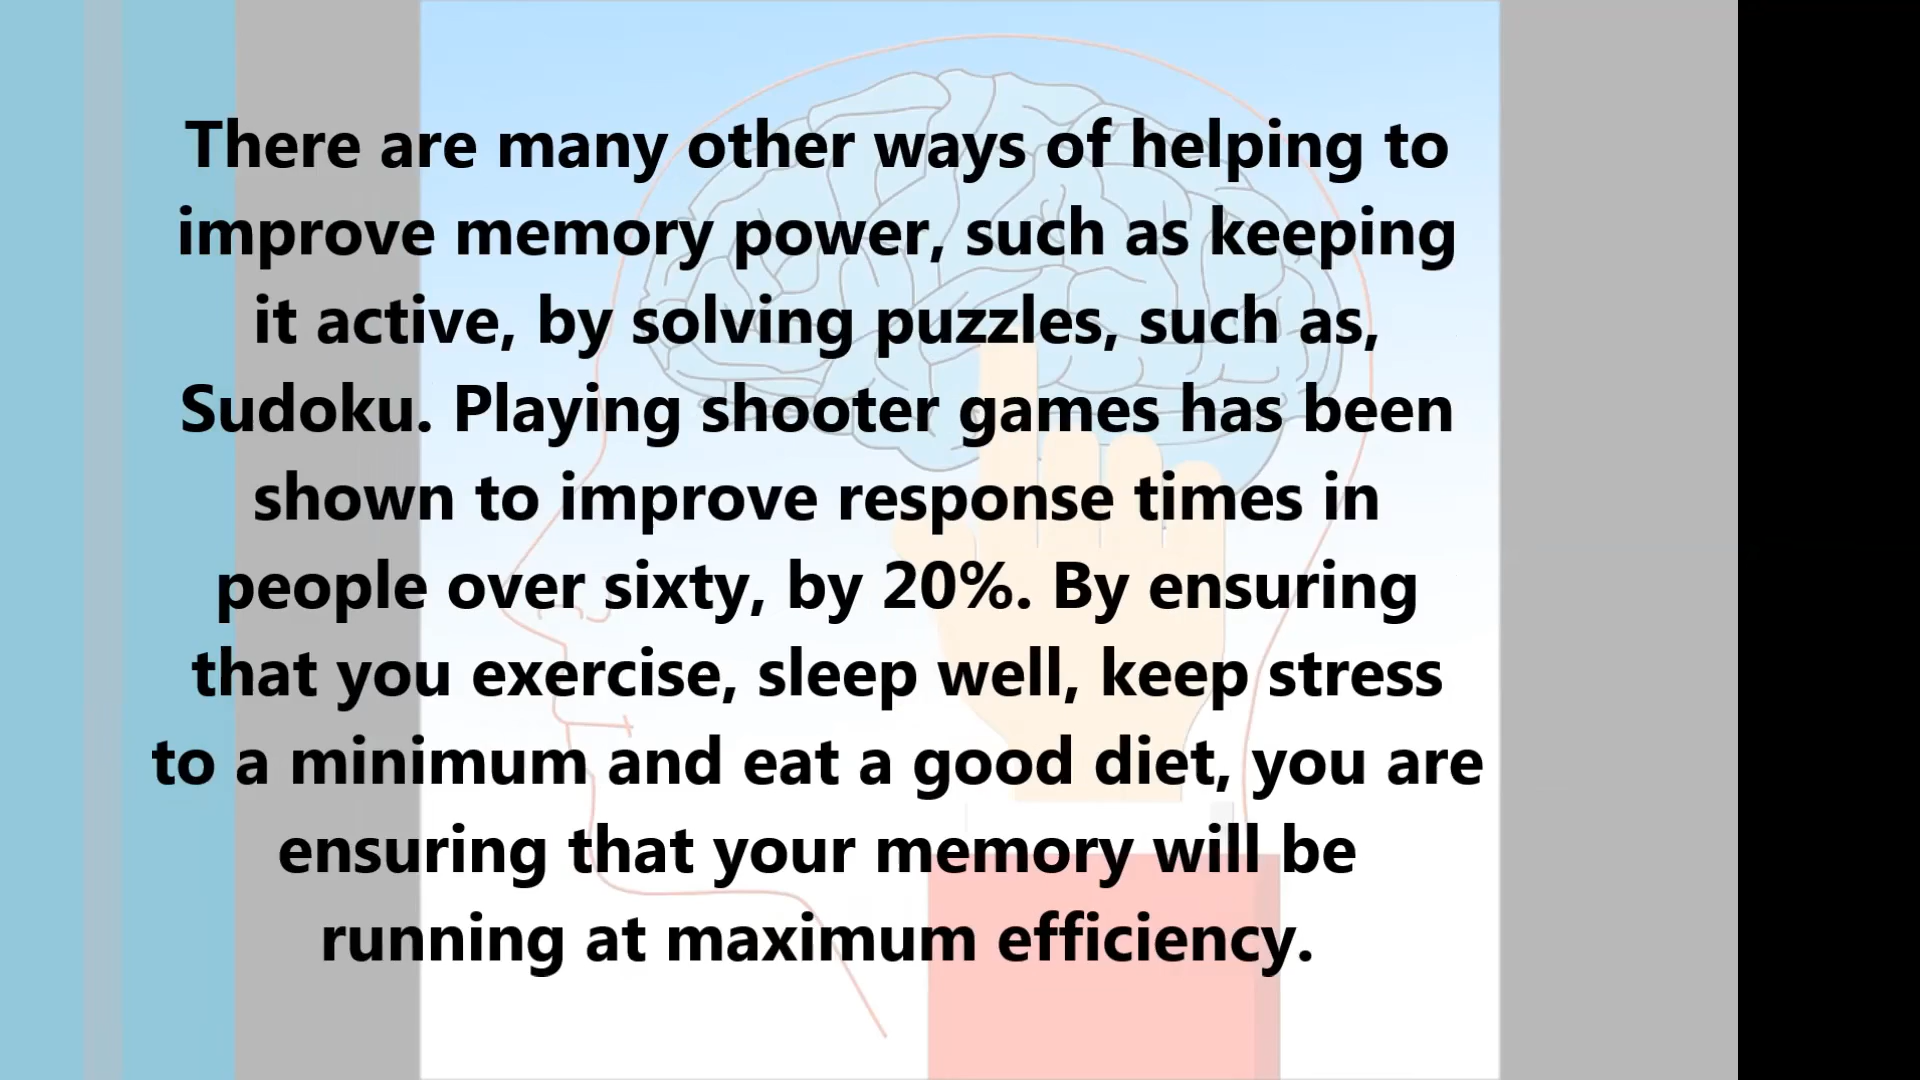 There are many other ways of helping to
improve memory power, such as keeping
it active, by solving puzzles, such as,
Sudoku. Playing shooter games has been
shown to improve response times in
people over sixty, by 20%. By ensuring
that you exercise, sleep well, keep stress
to a minimum and eat a good diet, you are
ensuring that your memory will be
running at maximum efficiency.